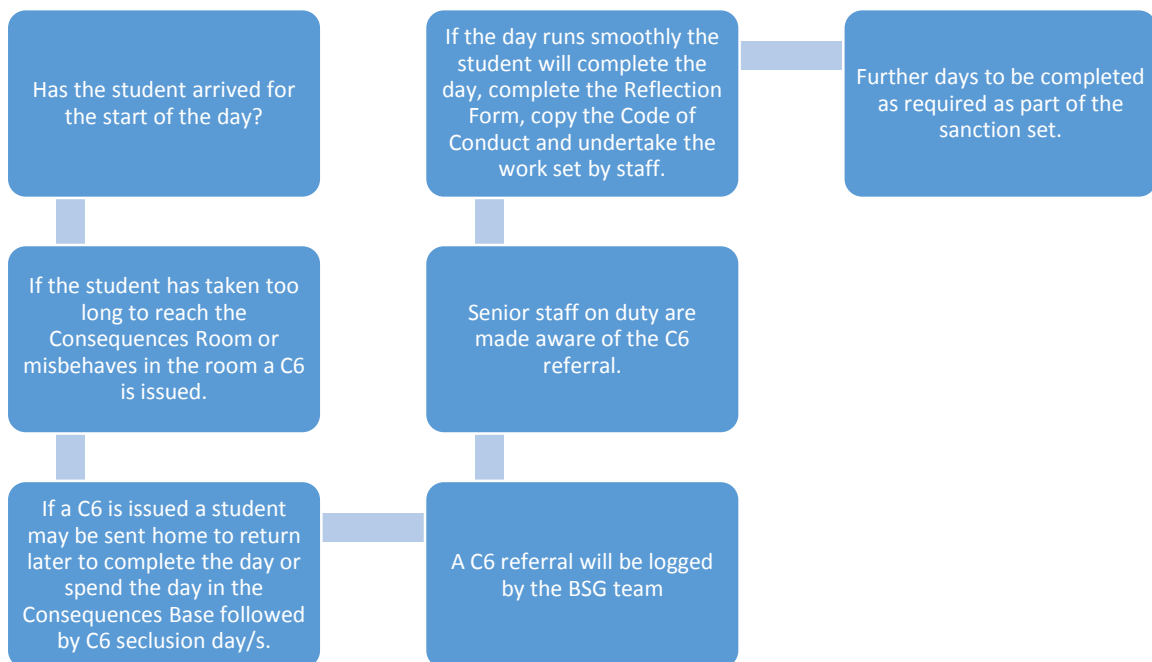 Has the student arrived for
the start of the day?
If the student has taken too
long to reach the
Consequences Room or
misbehaves in the room a C6
is issued.
If a C6 is issued a student
may be sent home to return
later to complete the day or
spend the day in the
Consequences Base followed
by C6 seclusion day/s.
A C6 referral will be logged
by the BSG team
Senior staff on duty are
made aware of the C6
referral.
If the day runs smoothly the
student will complete the
day, complete the Reflection
Form, copy the Code of
Conduct and undertake the
work set by staff.
Further days to be completed
as required as part of the
sanction set.